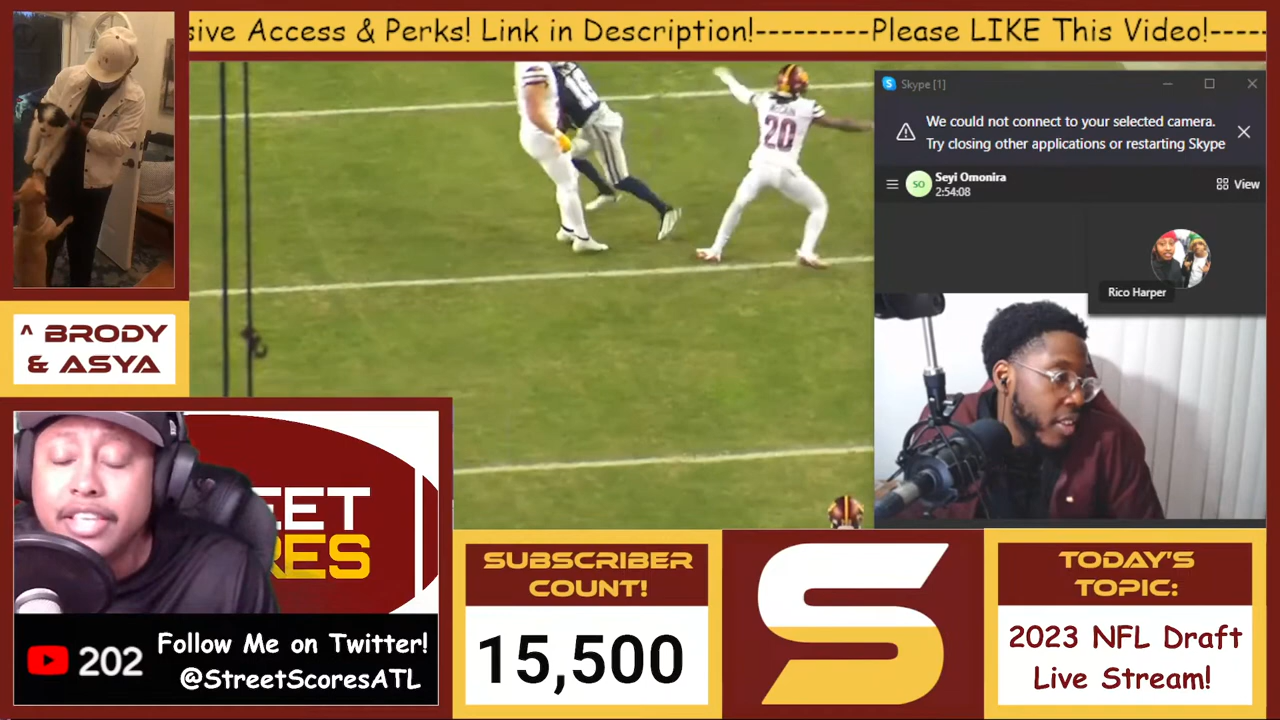 sive Access & Perks! Link in Description!---------Please LIKE This Video!-----
Skype [1]
We could not connect to your selected camera.
Try closing other applications or restarting Skype
SO
Seyi Omonira
2:54:08
View
Rico Harper
20
^ BRODY
& ASYA
EET
RES
202
Follow Me on Twitter!
@StreetScoresATL
SUBSCRIBER
COUNT!
15,500
S
TODAY'S
TOPIC:
2023 NFL Draft
Live Stream!